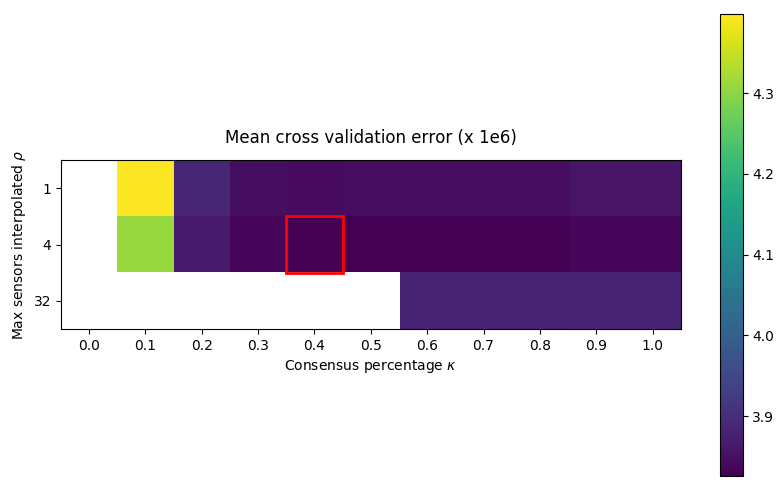 Mean cross validation error (x 1e6)
Max sensors interpolated ρ
1
4
32
0.0 0.1 0.2 0.3 0.4 0.5 0.6 0.7 0.8 0.9 1.0
Consensus percentage κ
4.3
4.2
4.1
4.0
3.9